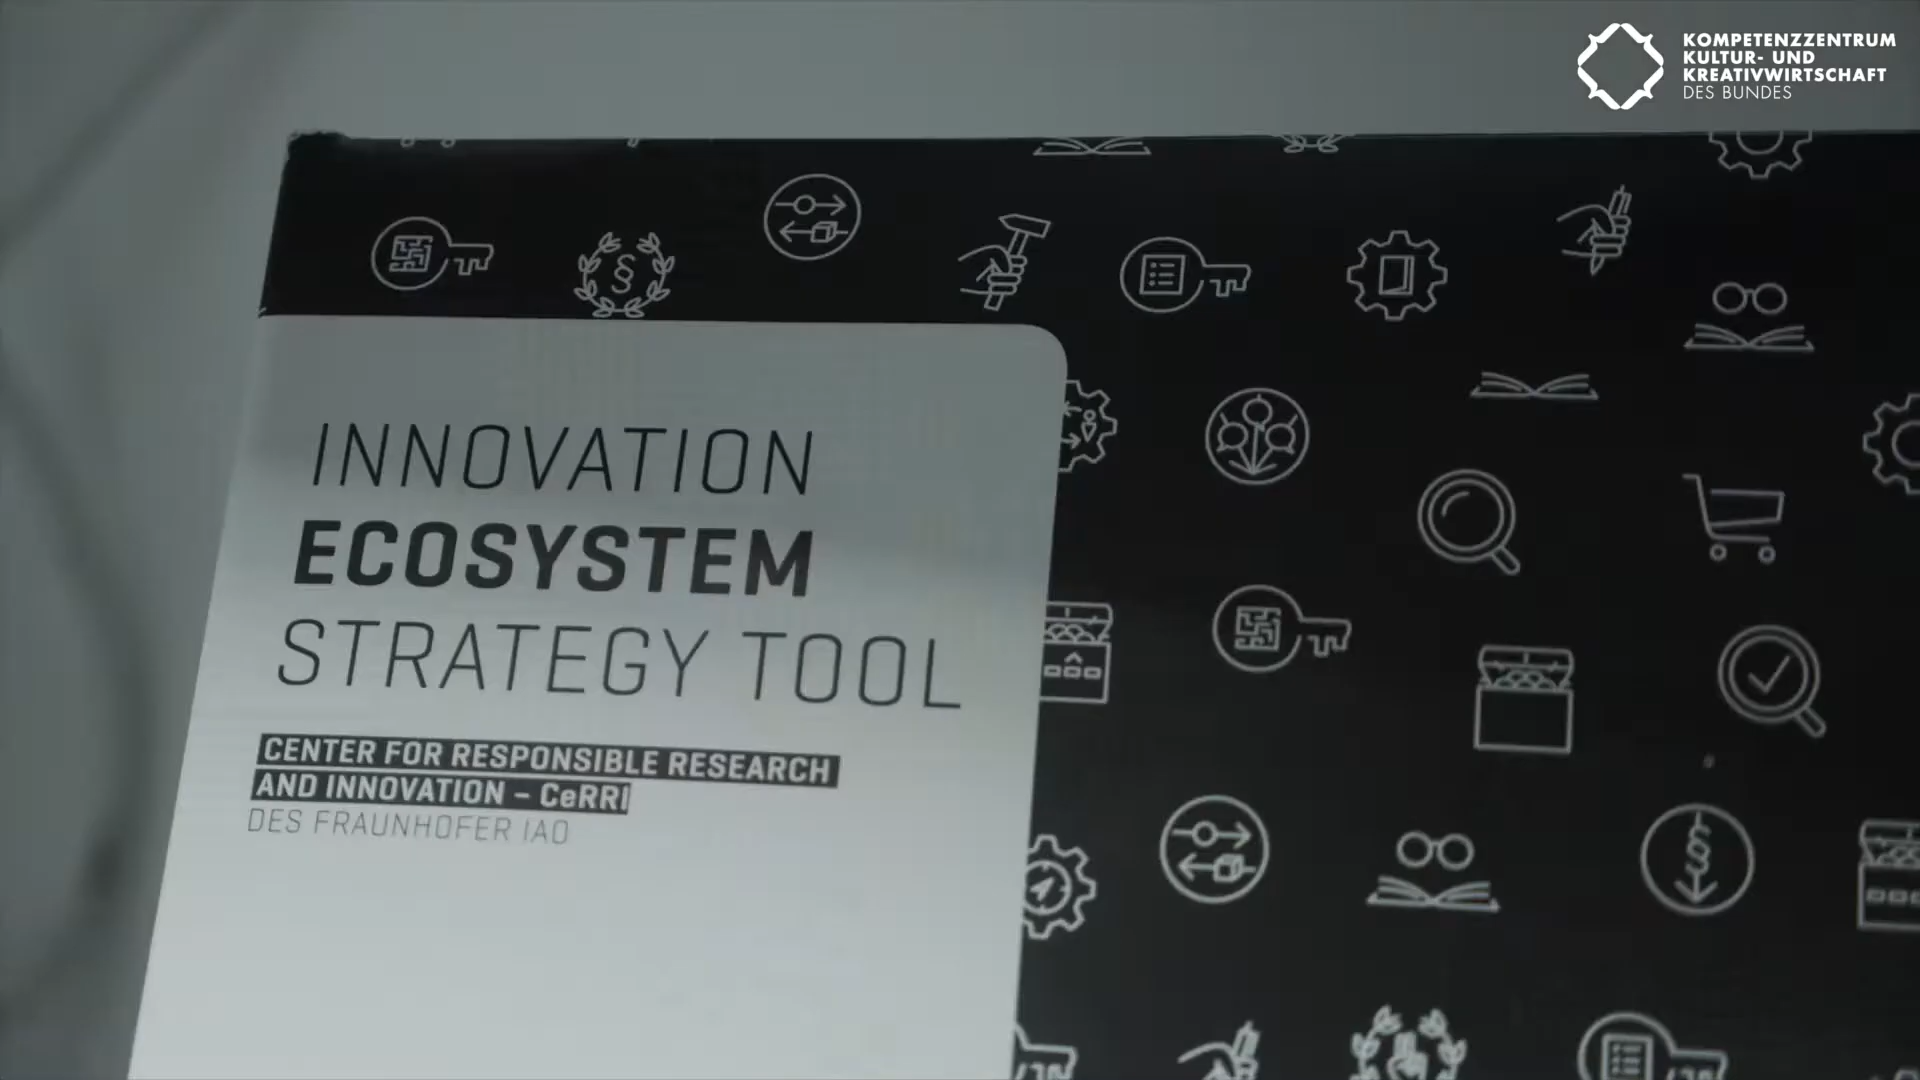 KOMPETENZZENTRUM
KULTUR- UND
KREATIVWIRTSCHAFT
DES BUNDES
INNOVATION
ECOSYSTEM
STRATEGY TOOL
CENTER FOR RESPONSIBLE RESEARCH
AND INNOVATION – CeRRI
DES FRAUNHOFER IAO